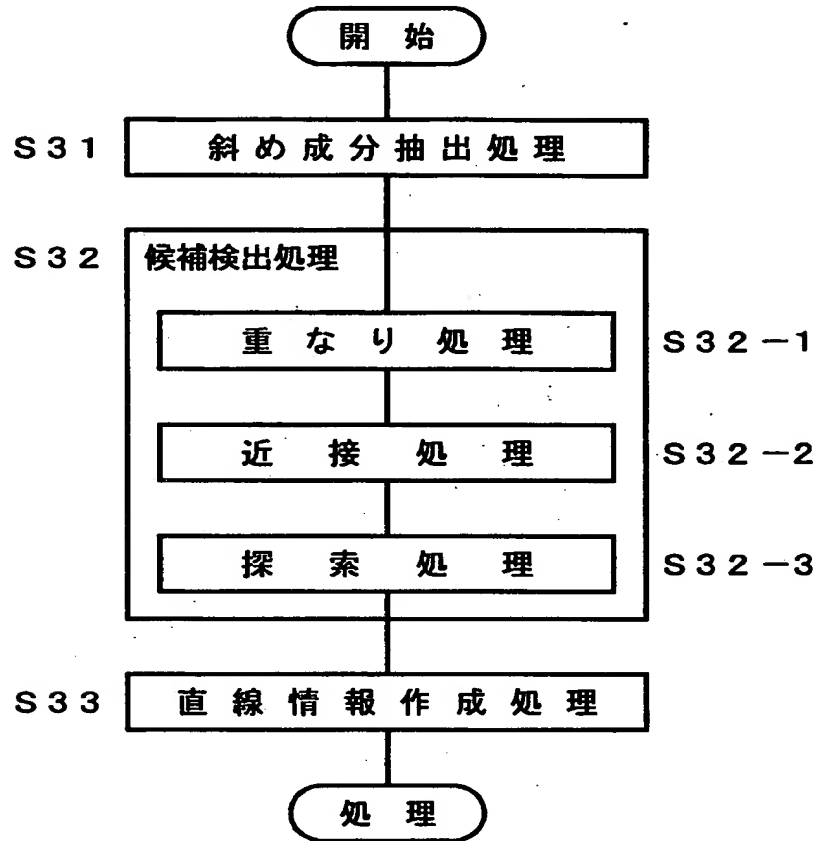 開始
S31 斜め成分抽出処理
S32 候補検出処理
重なり処理 S32-1
近接処理 S32-2
探索処理 S32-3
S33 直線情報作成処理
処理